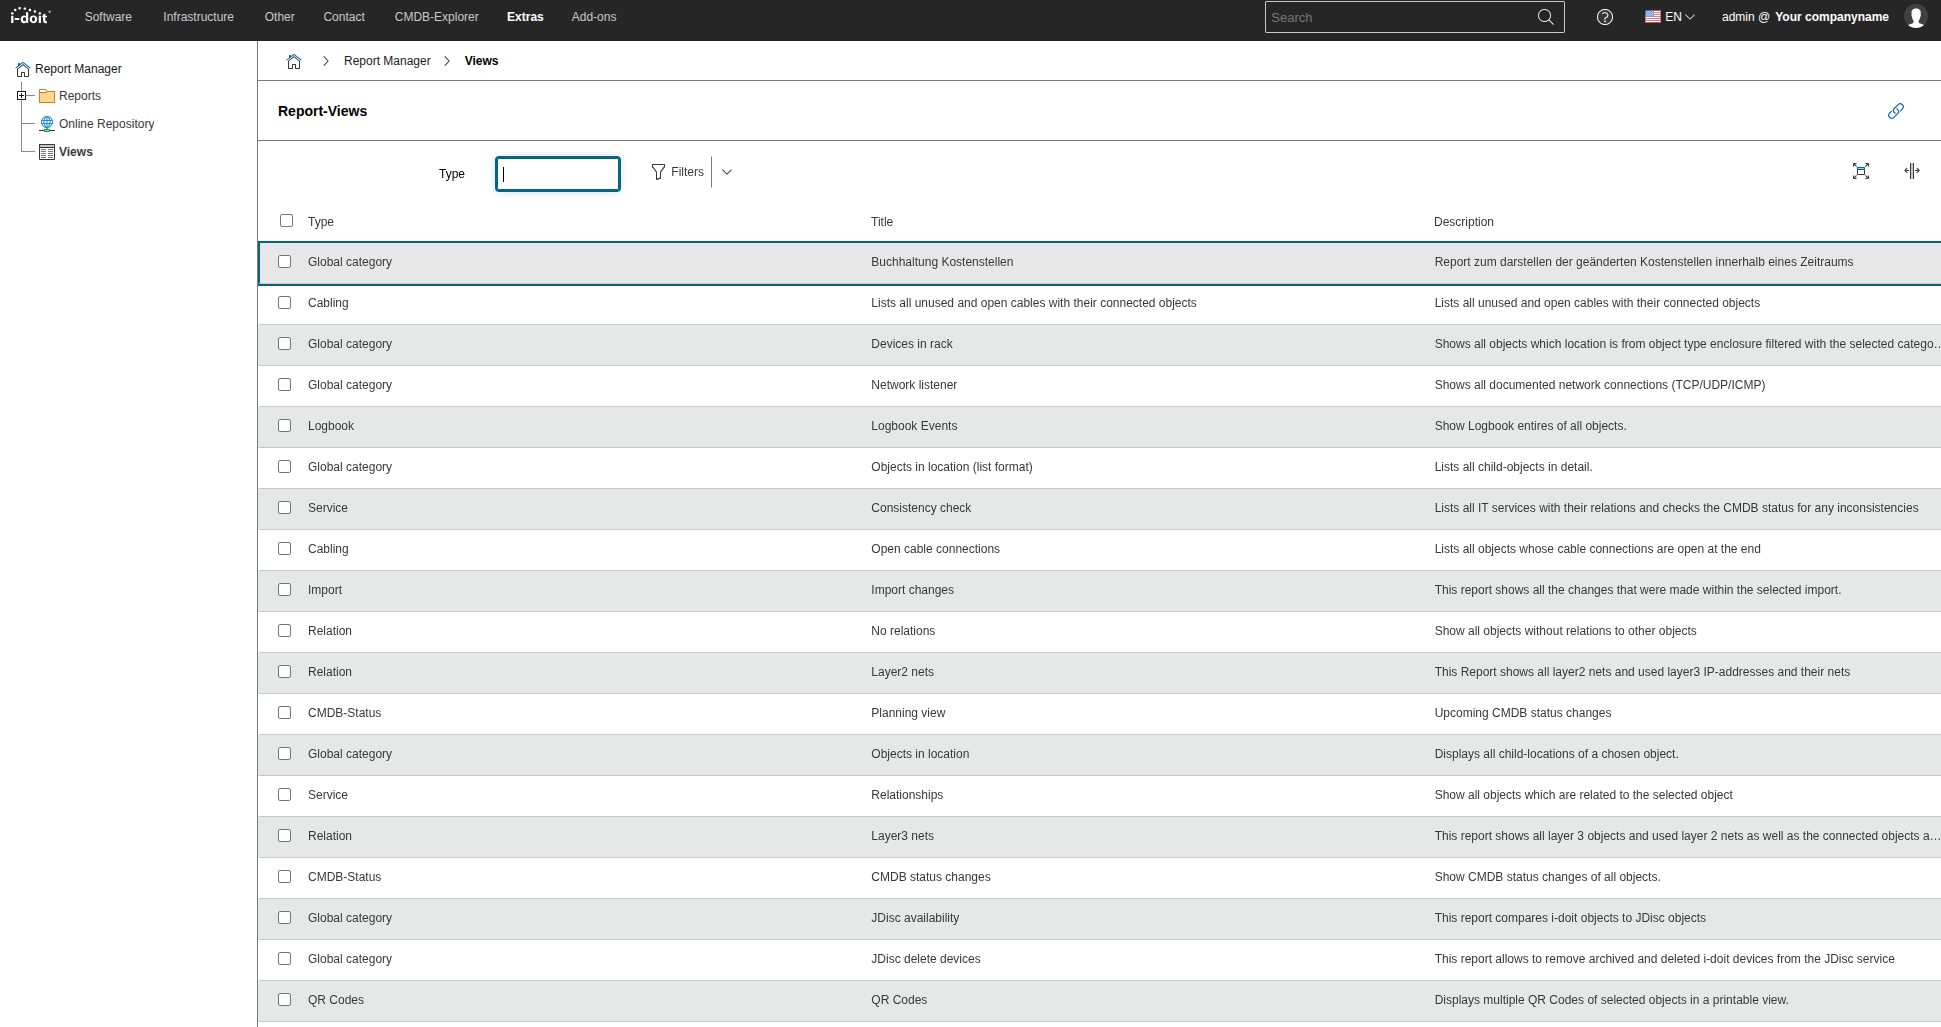 i-doit Software Infrastructure Other Contact CMDB-Explorer Extras Add-ons Search EN admin @ Your companyname
Report Manager
Reports
Online Repository
Views
Report Manager Views
Report-Views
Type Filters
Type Title Description
Global category Buchhaltung Kostenstellen Report zum darstellen der geänderten Kostenstellen innerhalb eines Zeitraums
Cabling Lists all unused and open cables with their connected objects Lists all unused and open cables with their connected objects
Global category Devices in rack Shows all objects which location is from object type enclosure filtered with the selected catego…
Global category Network listener Shows all documented network connections (TCP/UDP/ICMP)
Logbook Logbook Events Show Logbook entires of all objects.
Global category Objects in location (list format) Lists all child-objects in detail.
Service Consistency check Lists all IT services with their relations and checks the CMDB status for any inconsistencies
Cabling Open cable connections Lists all objects whose cable connections are open at the end
Import Import changes This report shows all the changes that were made within the selected import.
Relation No relations Show all objects without relations to other objects
Relation Layer2 nets This Report shows all layer2 nets and used layer3 IP-addresses and their nets
CMDB-Status Planning view Upcoming CMDB status changes
Global category Objects in location Displays all child-locations of a chosen object.
Service Relationships Show all objects which are related to the selected object
Relation Layer3 nets This report shows all layer 3 objects and used layer 2 nets as well as the connected objects a…
CMDB-Status CMDB status changes Show CMDB status changes of all objects.
Global category JDisc availability This report compares i-doit objects to JDisc objects
Global category JDisc delete devices This report allows to remove archived and deleted i-doit devices from the JDisc service
QR Codes QR Codes Displays multiple QR Codes of selected objects in a printable view.